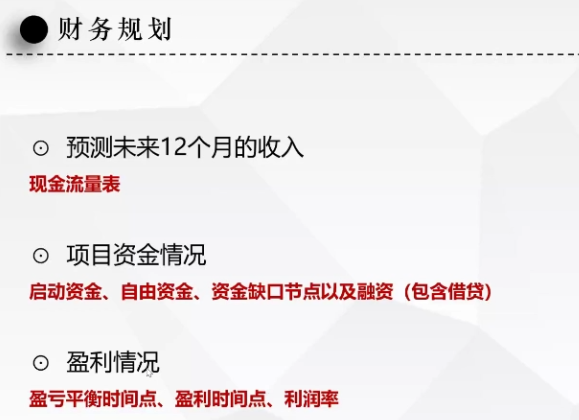 财务规划
预测未来12个月的收入
现金流量表
项目资金情况
启动资金、自由资金、资金缺口节点以及融资（包含借贷）
盈利情况
盈亏平衡时间点、盈利时间点、利润率